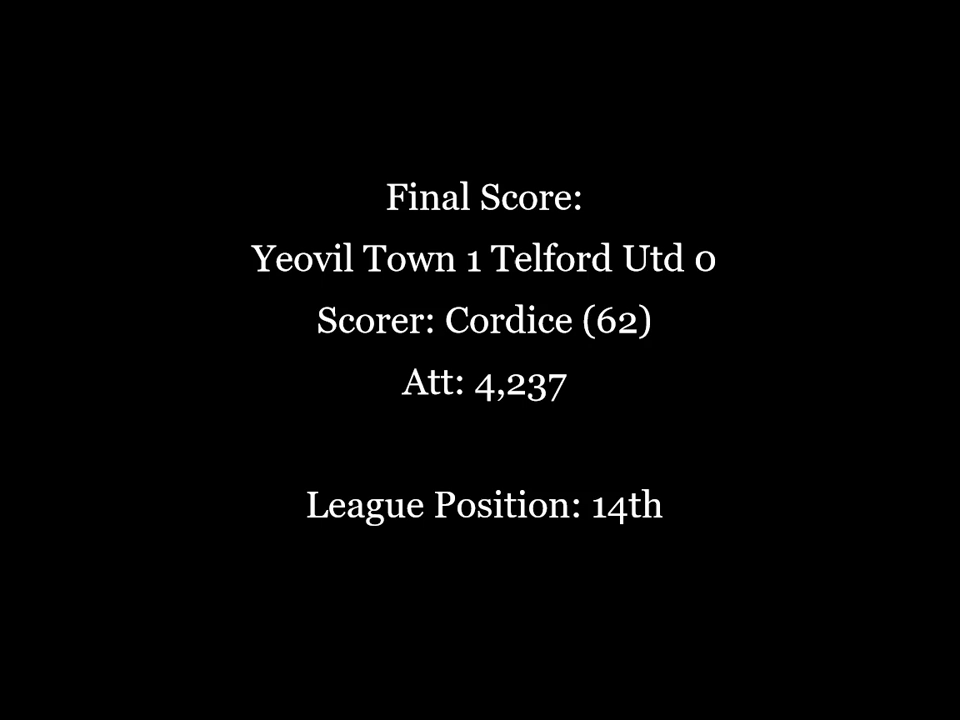 Final Score:
Yeovil Town 1 Telford Utd 0
Scorer: Cordice (62)
Att: 4,237
League Position: 14th